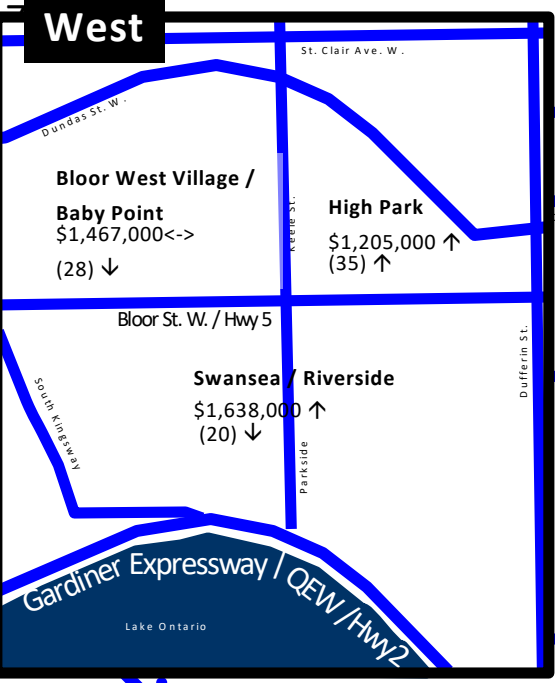 West
St. Clair Ave. W.
Dundas St. W.
Bloor West Village /
Baby Point
$1,467,000<->
(28) ↓
Keele St.
High Park
$1,205,000 ↑
(35) ↑
Bloor St. W. / Hwy 5
Dufferin St.
South Kingsway
Swansea / Riverside
$1,638,000 ↑
(20) ↓
Parkside
Gardiner Expressway / QEW /Hwy2
Lake Ontario